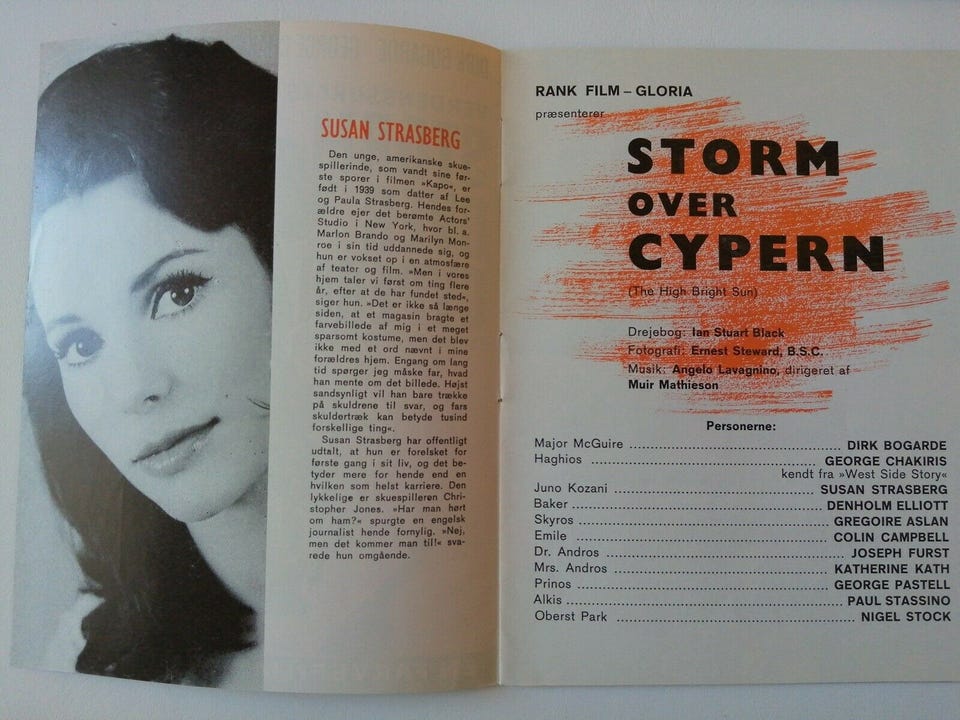 SUSAN STRASBERG
Den unge, amerikanske skue-
spillerinde, som vandt sine før-
ste sporer i filmen »Kapo«, er
født i 1939 som datter af Lee
og Paula Strasberg. Hendes for-
ældre ejer det berømte Actors'
Studio i New York, hvor bl. a.
Marlon Brando og Marilyn Mon-
roe i sin tid uddannede sig, og
hun er vokset op i en atmosfære
af teater og film. »Men i vores
hjem taler vi først om ting flere
år, efter at de har fundet sted«,
siger hun. »Det er ikke så længe
siden, at et magasin bragte et
farvebillede af mig i et meget
sparsomt kostume, men det blev
ikke med et ord nævnt i mine
forældres hjem. Engang om lang
tid spørger jeg måske far, hvad
han mente om det billede. Højst
sandsynligt vil han bare trække
på skuldrene til svar, og fars
skuldertræk kan betyde tusind
forskellige ting«.
Susan Strasberg har offentligt
udtalt, at hun er forelsket for
første gang i sit liv, og det be-
tyder mere for hende end en
hvilken som helst karriere. Den
lykkelige er skuespilleren Chri-
stopher Jones. »Har man hørt
om ham?« spurgte en engelsk
journalist hende fornylig. »Nej,
men det kommer man til!« sva-
rede hun omgående.
RANK FILM – GLORIA
præsenterer
STORM
OVER
CYPERN
(The High Bright Sun)
Drejebog: Ian Stuart Black
Fotografi: Ernest Steward, B.S.C.
Musik: Angelo Lavagnino, dirigeret af
Muir Mathieson
Personerne:
Major McGuire ........ DIRK BOGARDE
Haghios ........ GEORGE CHAKIRIS
kendt fra »West Side Story«
Juno Kozani ........ SUSAN STRASBERG
Baker ........ DENHOLM ELLIOTT
Skyros ........ GREGOIRE ASLAN
Emile ........ COLIN CAMPBELL
Dr. Andros ........ JOSEPH FURST
Mrs. Andros ........ KATHERINE KATH
Prinos ........ GEORGE PASTELL
Alkis ........ PAUL STASSINO
Oberst Park ........ NIGEL STOCK